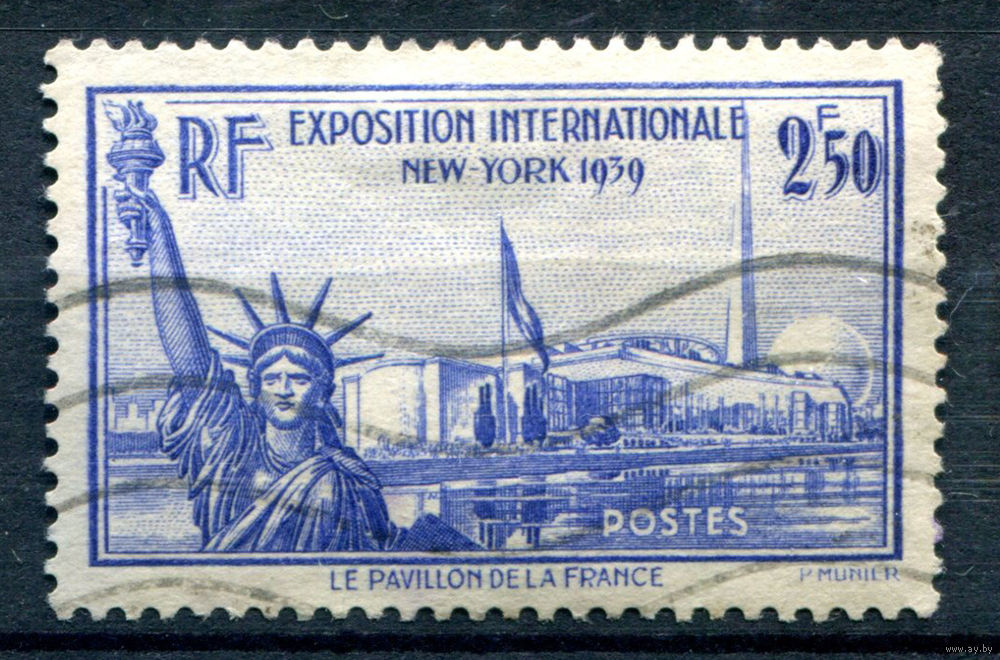 RF EXPOSITION INTERNATIONALE 2F50
NEW-YORK 1939
POSTES
LE PAVILLON DE LA FRANCE P. MUNIER
www.ay.by